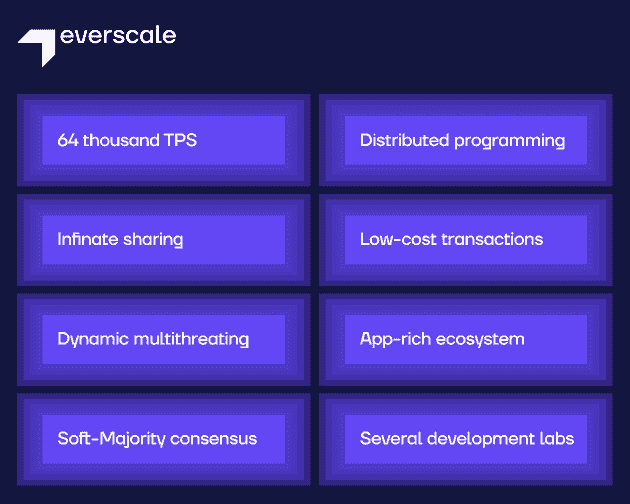 everscale
64 thousand TPS
Distributed programming
Infinate sharing
Low-cost transactions
Dynamic multithreating
App-rich ecosystem
Soft-Majority consensus
Several development labs